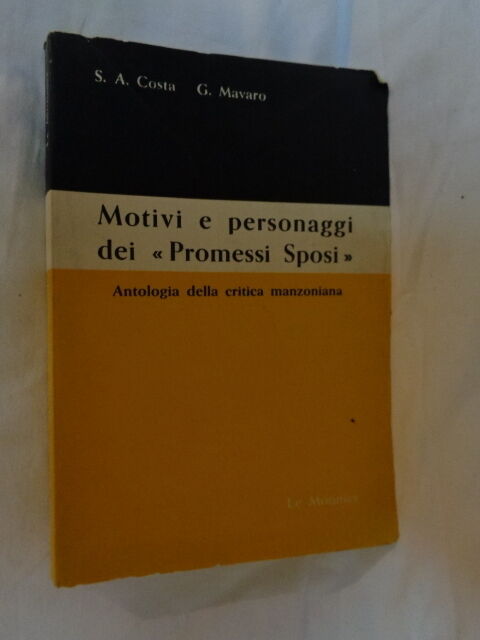 S. A. Costa G. Mavaro
Motivi e personaggi
dei « Promessi Sposi »
Antologia della critica manzoniana
Le Monnier